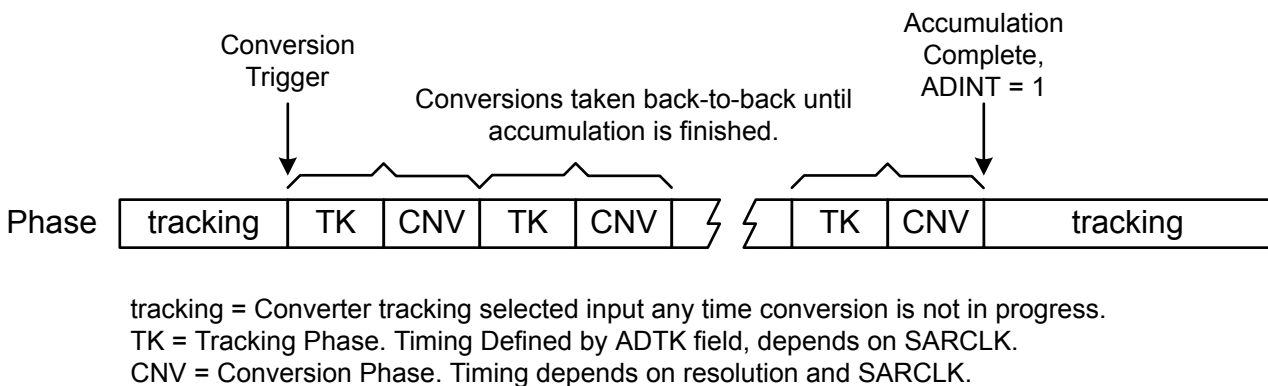 Conversion
Trigger
Accumulation
Complete,
ADINT = 1
Conversions taken back-to-back until
accumulation is finished.
Phase tracking TK CNV TK CNV TK CNV tracking
tracking = Converter tracking selected input any time conversion is not in progress.
TK = Tracking Phase. Timing Defined by ADTK field, depends on SARCLK.
CNV = Conversion Phase. Timing depends on resolution and SARCLK.